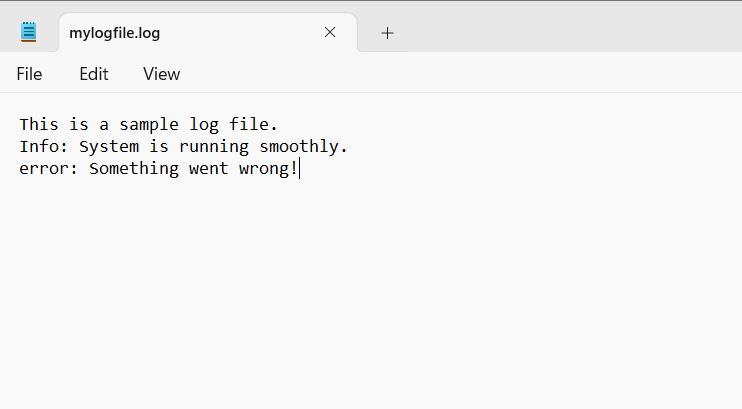 mylogfile.log
File Edit View
This is a sample log file.
Info: System is running smoothly.
error: Something went wrong!